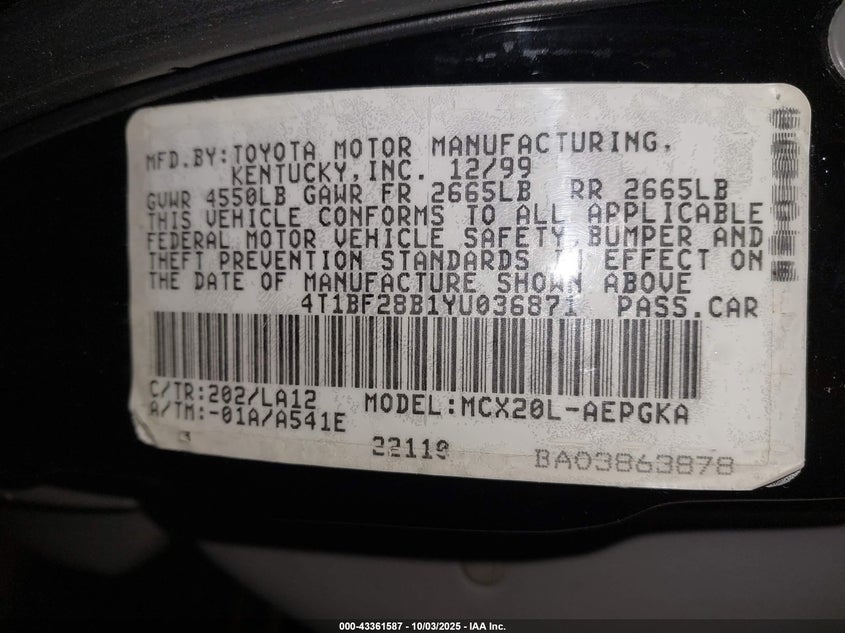 MFD.BY:TOYOTA MOTOR MANUFACTURING,
KENTUCKY,INC. 12/99
GVWR 4550LB GAWR FR 2665LB RR 2665LB
THIS VEHICLE CONFORMS TO ALL APPLICABLE
FEDERAL MOTOR VEHICLE SAFETY,BUMPER AND
THEFT PREVENTION STANDARDS IN EFFECT ON
THE DATE OF MANUFACTURE SHOWN ABOVE
4T1BF28B1YU036871 PASS.CAR
C/TR:202/LA12 MODEL:MCX20L-AEPGKA
A/TM:-01A/A541E
22119
BA03863878
000-43361587 - 10/03/2025 - IAA Inc.